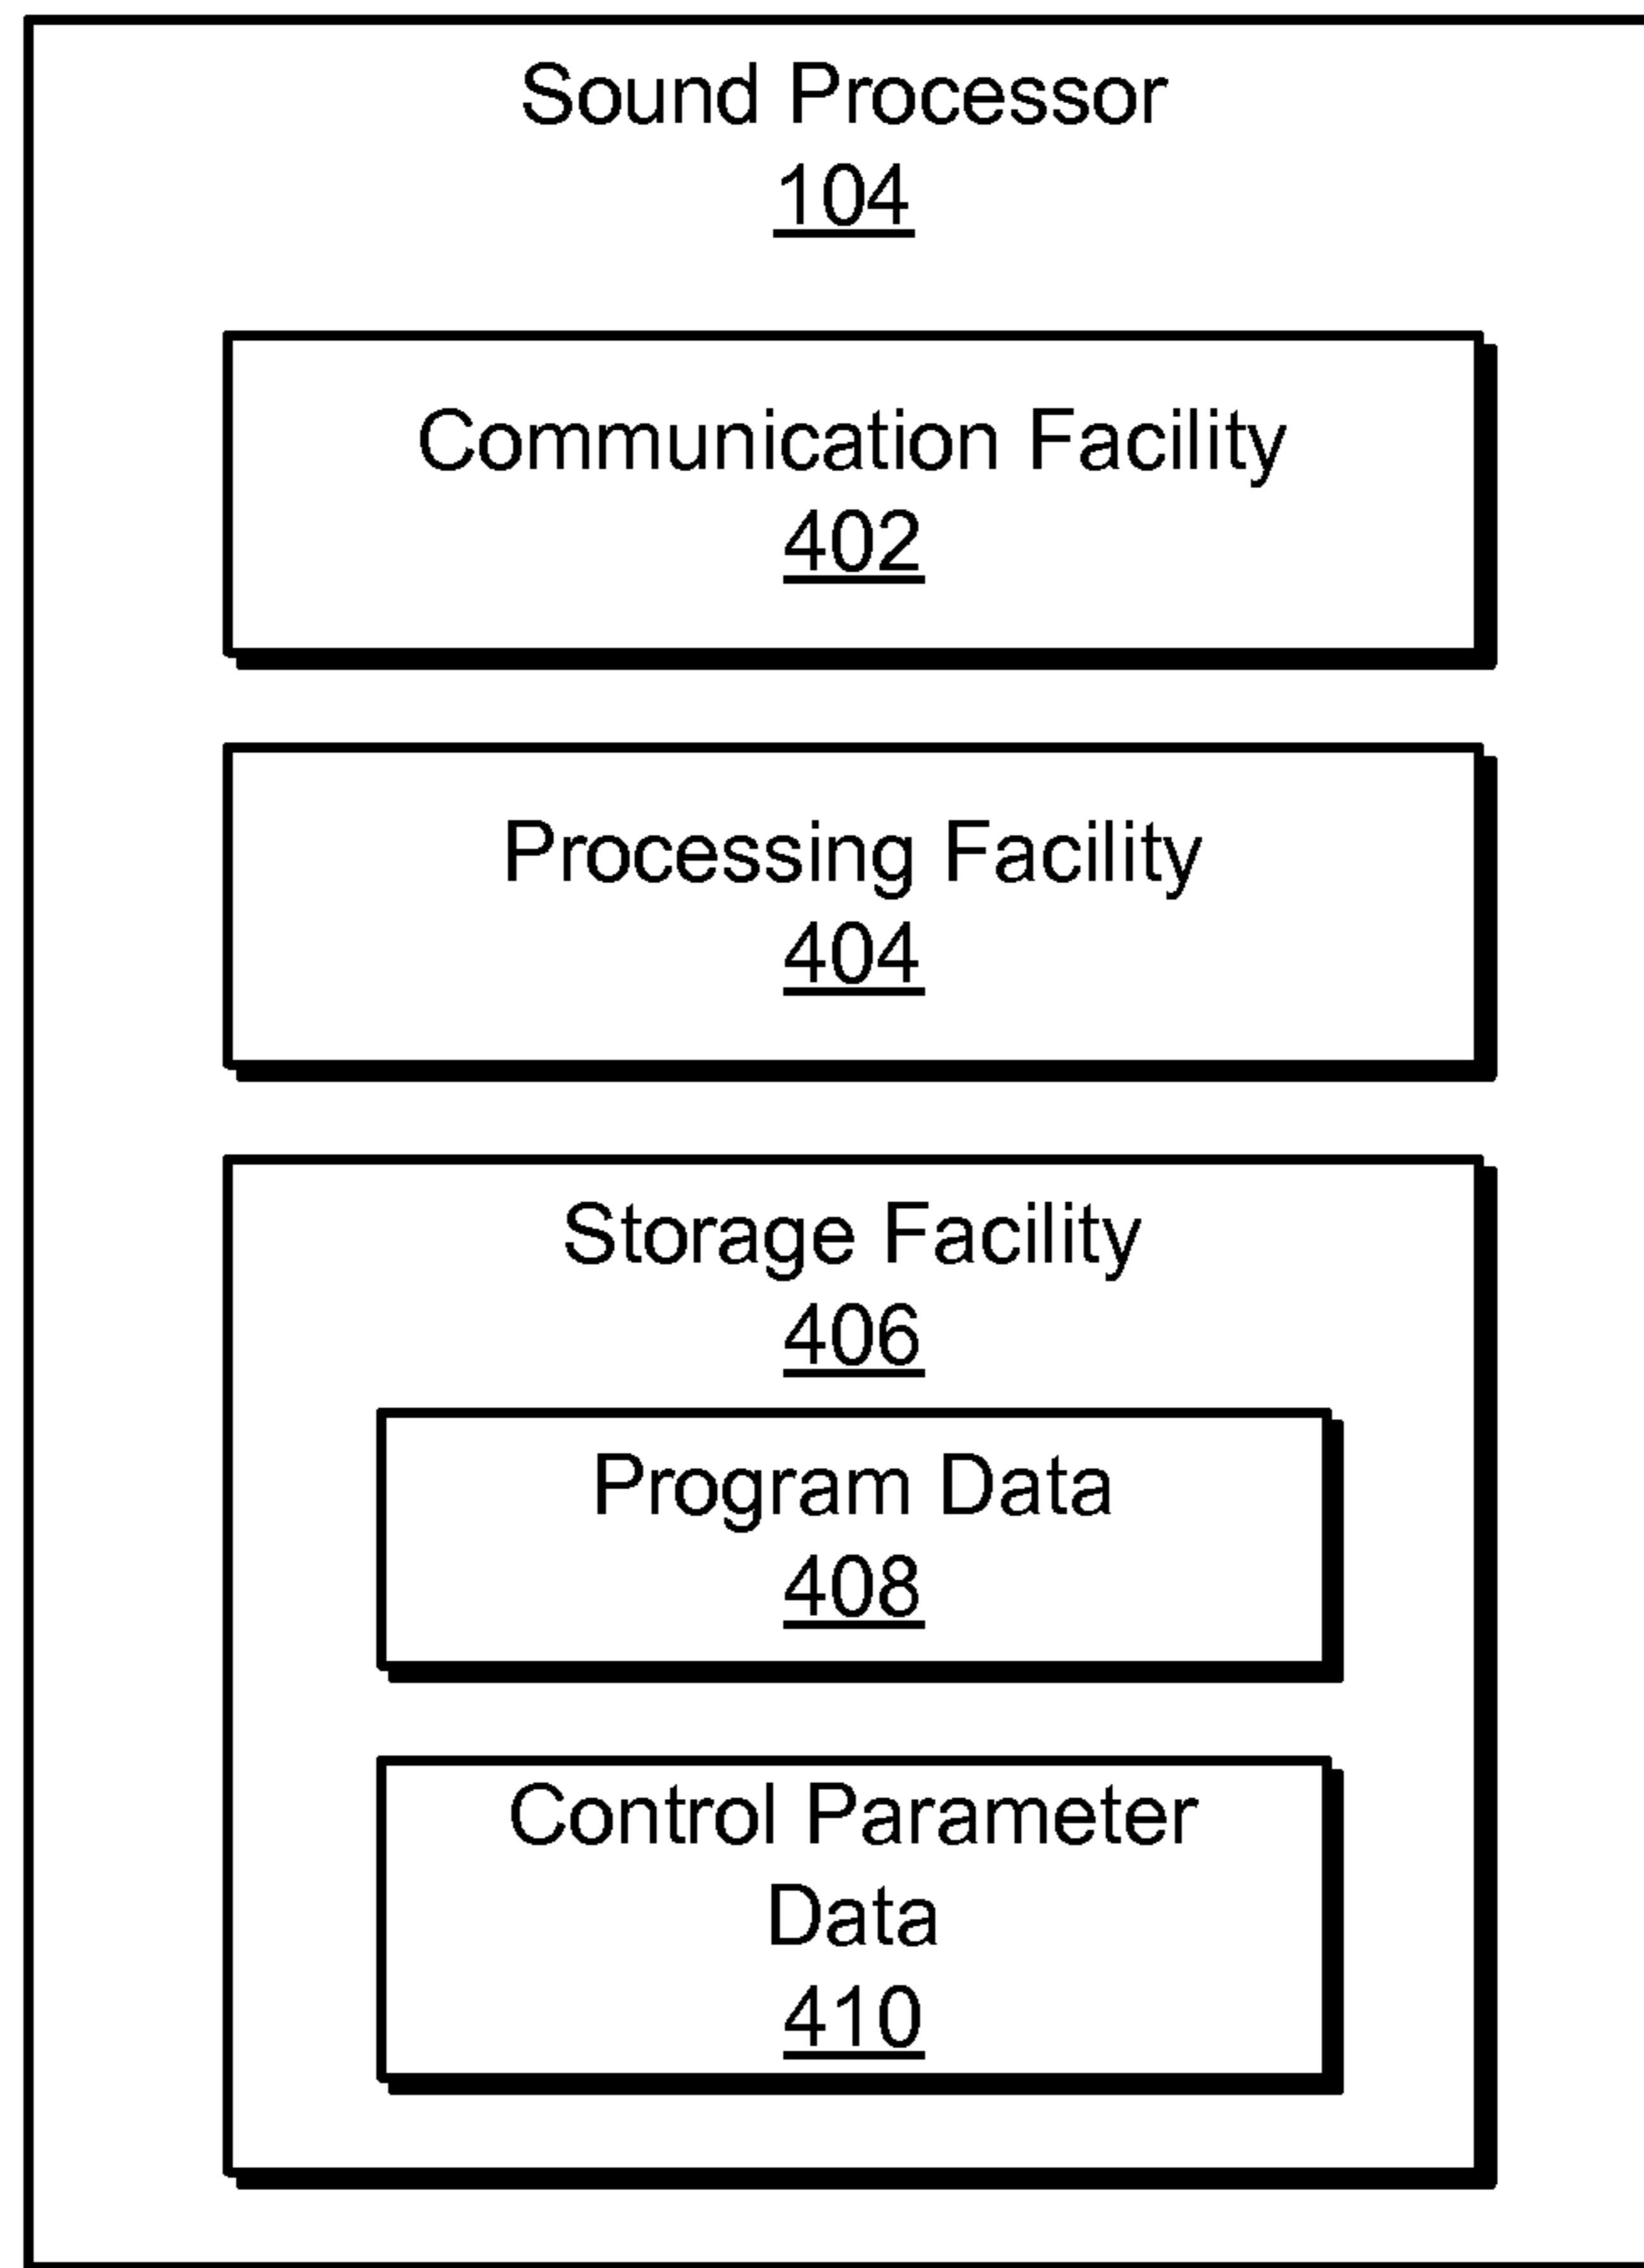 Sound Processor
104
Communication Facility
402
Processing Facility
404
Storage Facility
406
Program Data
408
Control Parameter
Data
410